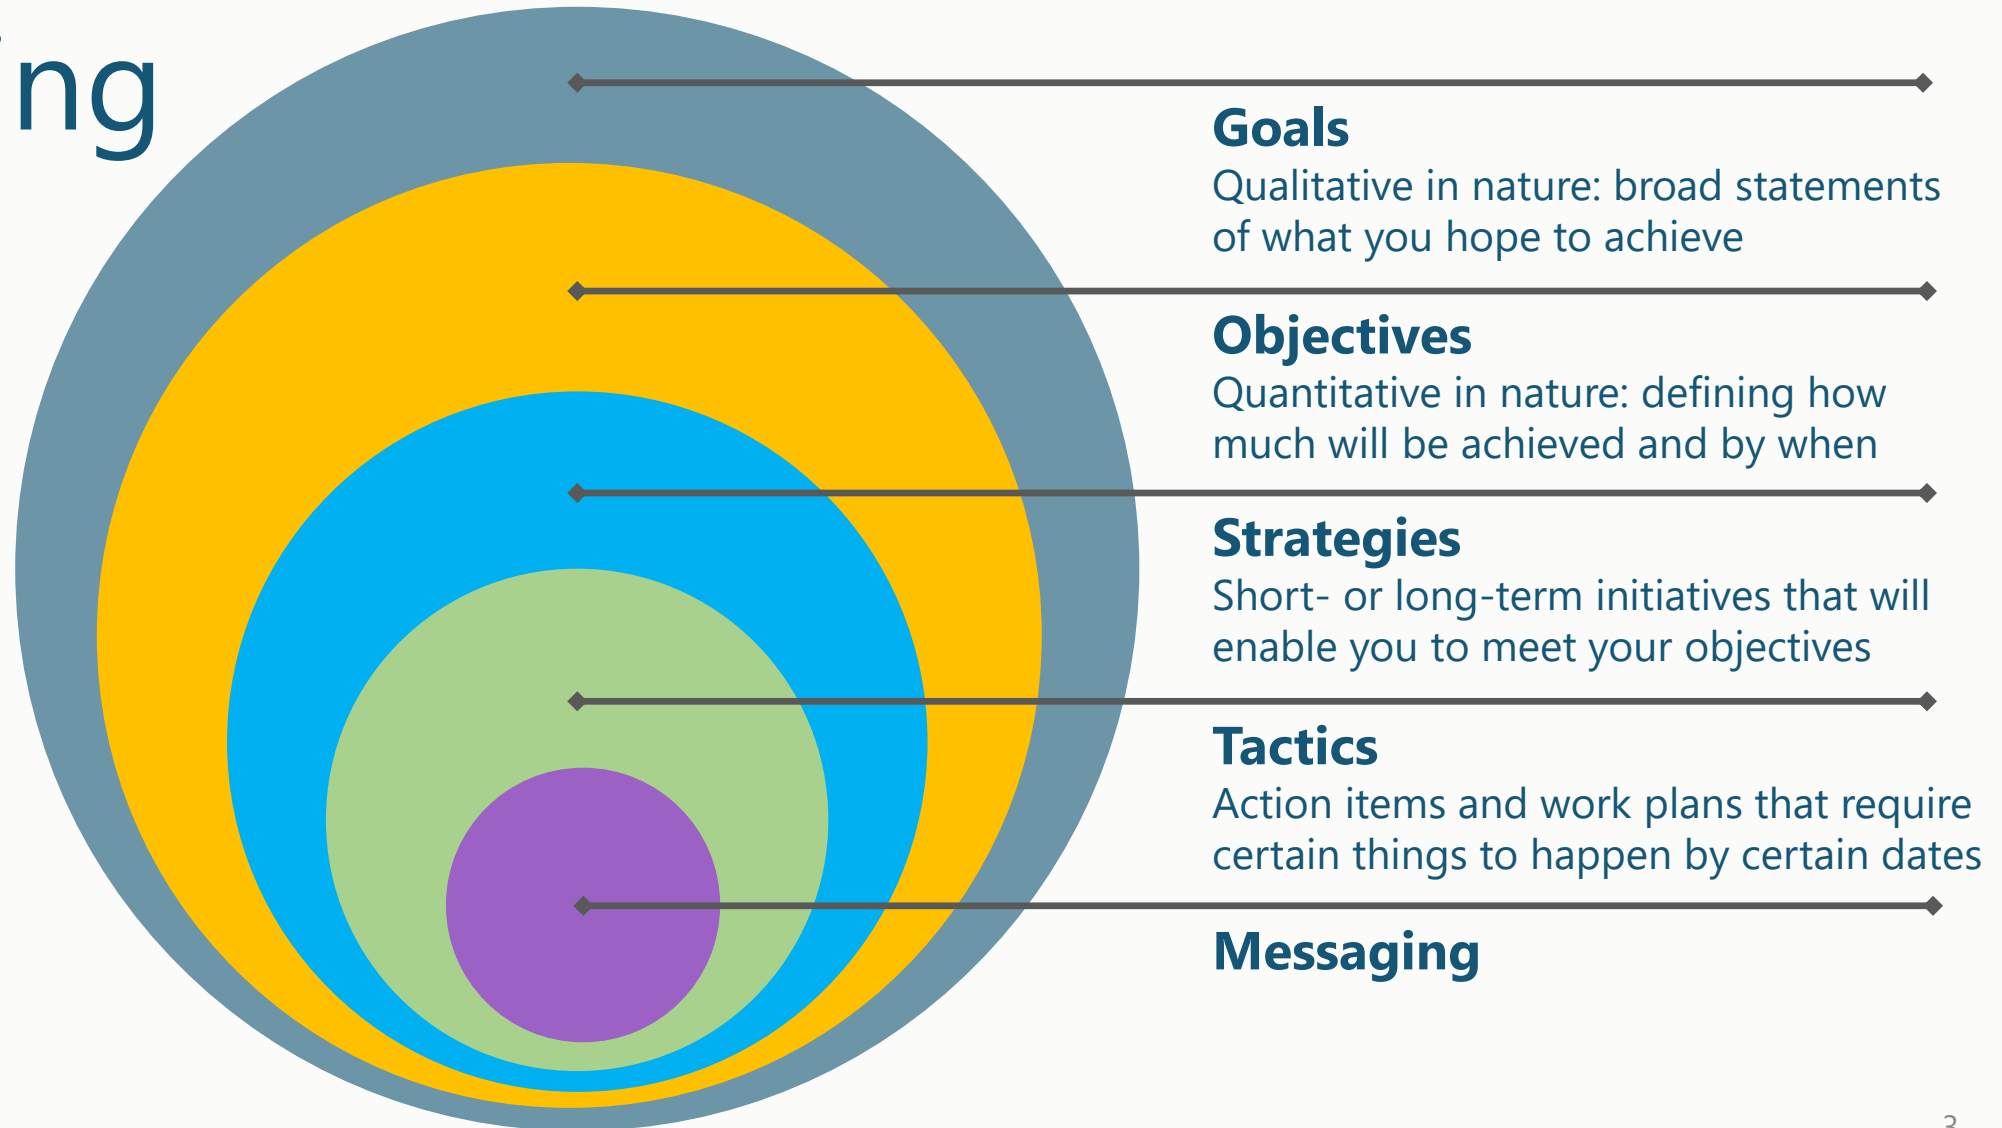 ing
Goals
Qualitative in nature: broad statements
of what you hope to achieve
Objectives
Quantitative in nature: defining how
much will be achieved and by when
Strategies
Short- or long-term initiatives that will
enable you to meet your objectives
Tactics
Action items and work plans that require
certain things to happen by certain dates
Messaging
3